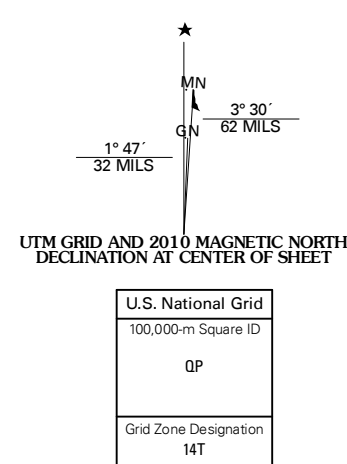 ★
MN
3° 30´
62 MILS
GN
1° 47´
32 MILS
UTM GRID AND 2010 MAGNETIC NORTH
DECLINATION AT CENTER OF SHEET
U.S. National Grid
100,000-m Square ID
QP
Grid Zone Designation
14T